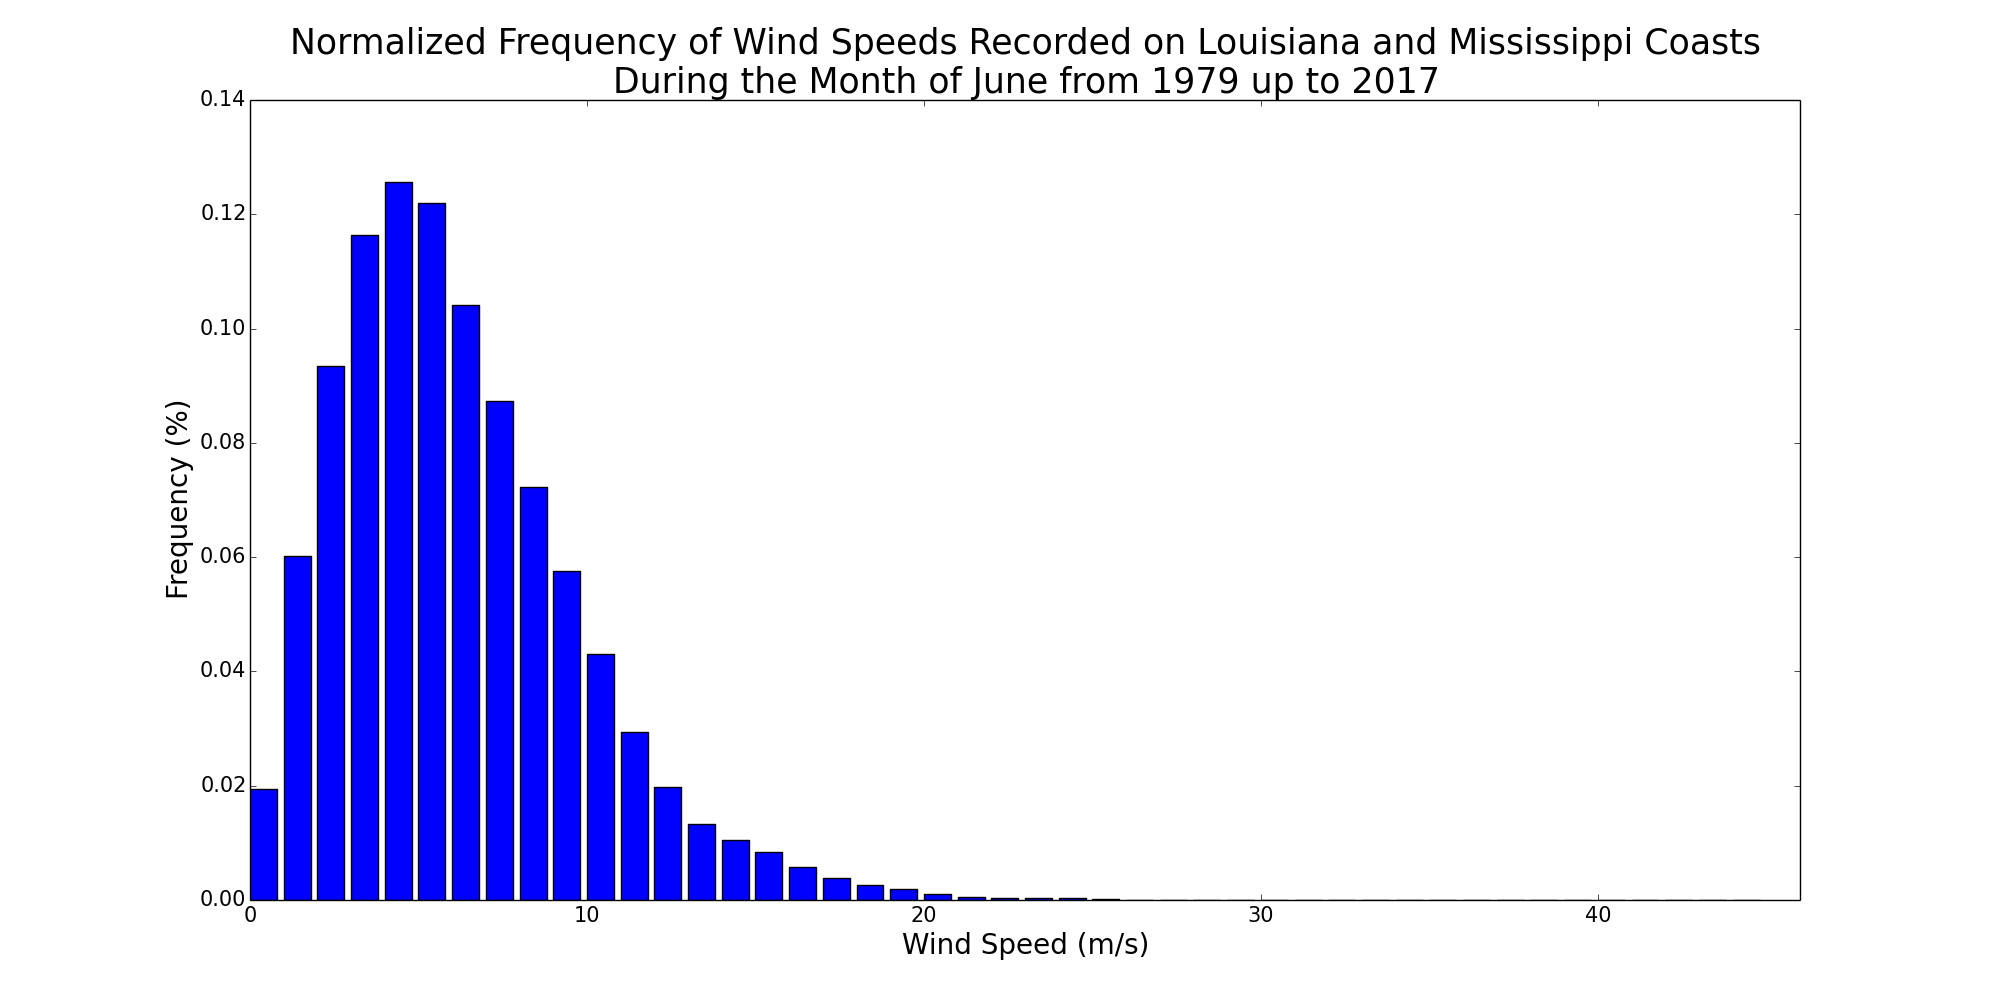 Normalized Frequency of Wind Speeds Recorded on Louisiana and Mississippi Coasts
During the Month of June from 1979 up to 2017
0.14
0.12
0.10
0.08
0.06
0.04
0.02
0.00
Frequency (%)
0 10 20 30 40
Wind Speed (m/s)